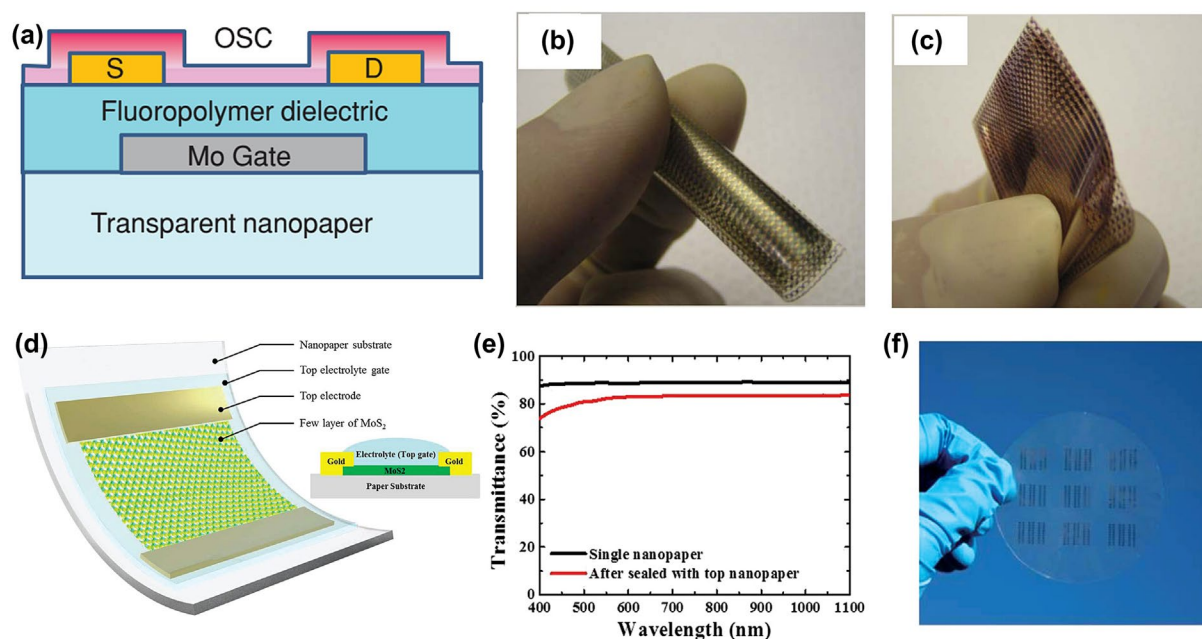 (a)
OSC
S
D
Fluoropolymer dielectric
Mo Gate
Transparent nanopaper
(b)
(c)
(d)
Nanopaper substrate
Top electrolyte gate
Top electrode
Few layer of MoS2
Gold
Electrolyte (Top gate)
Gold
MoS2
Paper Substrate
(e)
Transmittance (%)
100
80
60
40
20
0
Single nanopaper
After sealed with top nanopaper
400 500 600 700 800 900 1000 1100
Wavelength (nm)
(f)